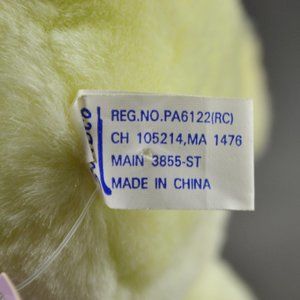 REG.NO.PA6122(RC)
CH 105214,MA 1476
MAIN 3855-ST
MADE IN CHINA